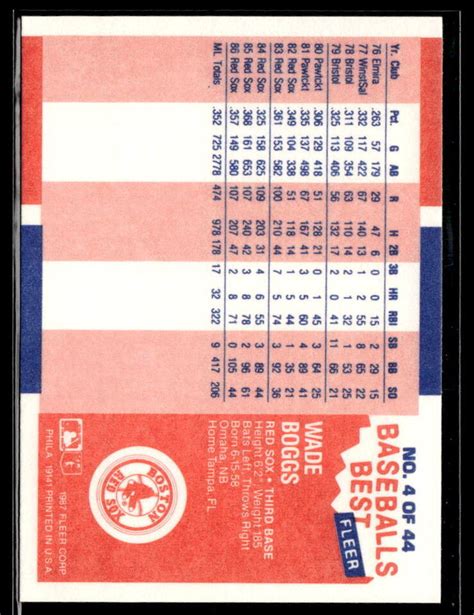 NO. 4 OF 44
BASEBALLS
BEST
FLEER
WADE
BOGGS
RED SOX • THIRD BASE
Height 6'2", Weight 185
Bats Left, Throws Right
Born 6-15-58
Omaha, NB
Home Tampa, FL
BOSTON
RED SOX
© 1987 FLEER CORP.
PHILA. 19141 PRINTED IN U.S.A.
Yr. Club Pct. G AB R H 2B 3B HR RBI SB BB SO
76 Elmira .263 57 179 29 47 6 0 0 15 2 29 15
77 WinstSal .332 117 422 67 140 13 1 2 27 8 65 22
78 Bristol .311 109 354 63 110 14 2 1 32 1 53 25
79 Bristol .325 113 406 56 132 17 2 0 41 11 66 21
80 Pawtckt .306 129 418 51 128 21 0 1 45 3 64 25
81 Pawtckt .335 137 498 67 167 41 3 5 60 4 89 41
82 Red Sox .349 104 338 51 118 14 1 5 44 1 35 21
83 Red Sox .361 153 582 100 210 44 7 5 74 3 92 36
84 Red Sox .325 158 625 109 203 31 4 6 55 3 89 44
85 Red Sox .368 161 653 107 240 42 3 8 78 2 96 61
86 Red Sox .357 149 580 107 207 47 2 8 71 0 105 44
ML Totals .352 725 2778 474 978 178 17 32 322 9 417 206